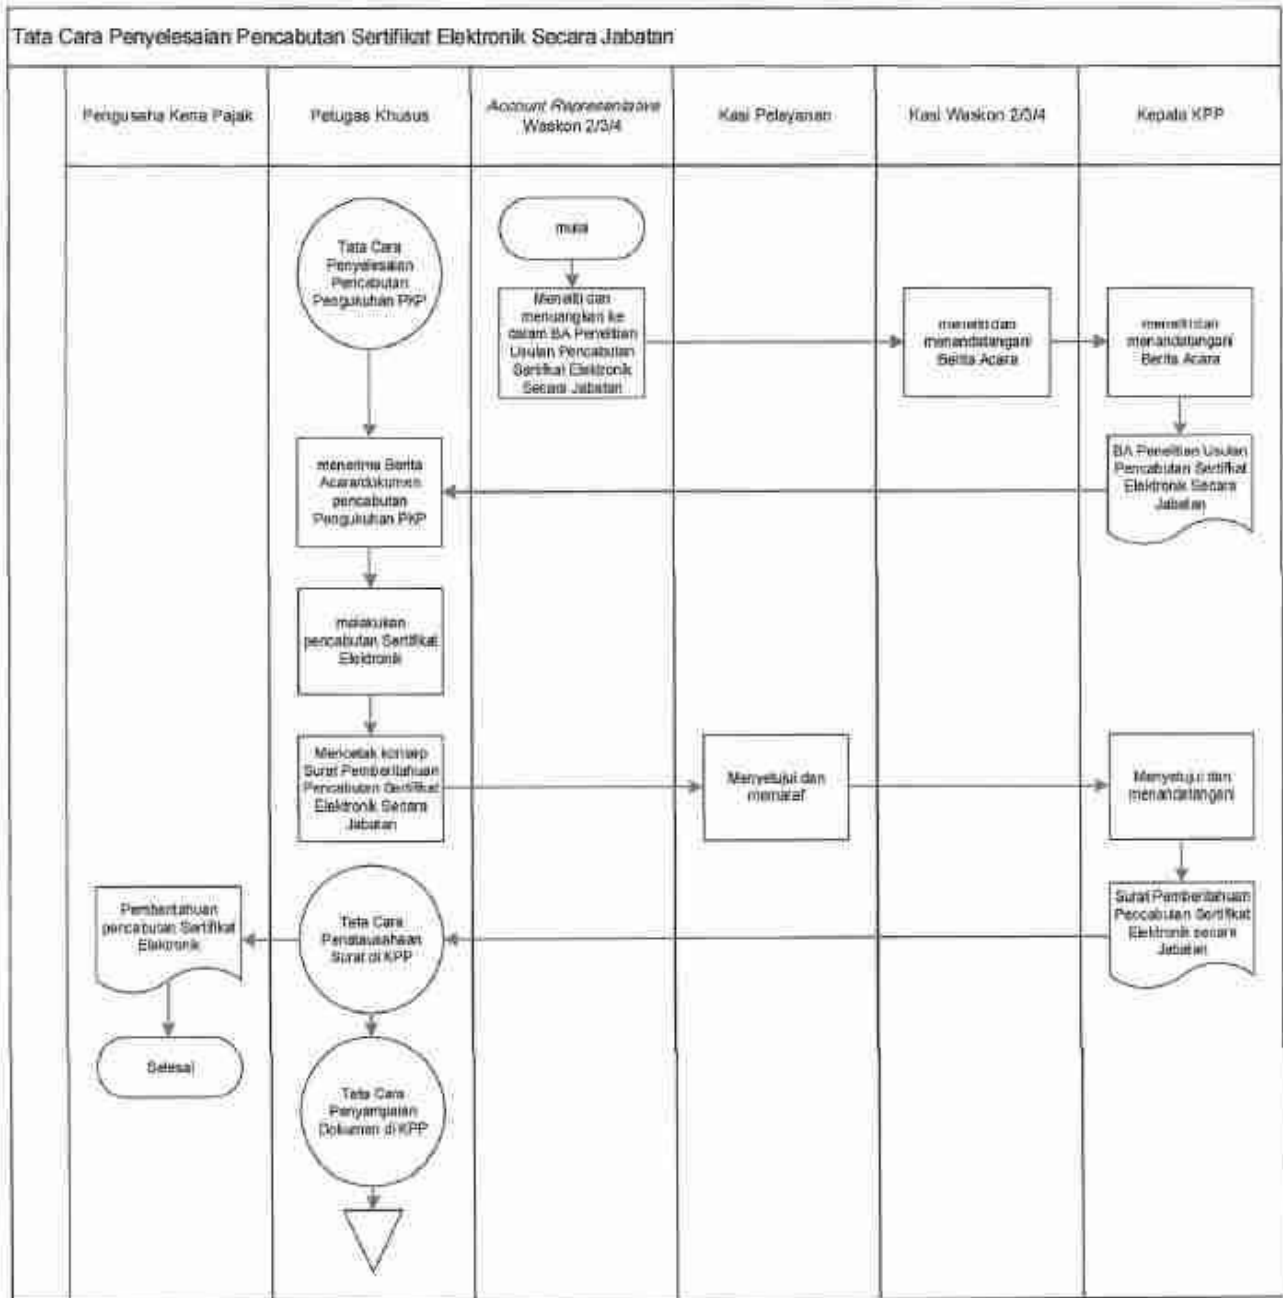 Tata Cara Penyelesaian Pencabutan Sertifikat Elektronik Secara Jabatan
Pengusaha Kena Pajak
Petugas Khusus
Account Representative
Waskon 2/3/4
Kasi Pelayanan
Kasi Waskon 2/3/4
Kepala KPP
Tata Cara
Penyelesaian
Pencabutan
Pengukuhan PKP
mulai
Meneliti dan
menuangkan ke
dalam BA Penelitian
Usulan Pencabutan
Sertifikat Elektronik
Secara Jabatan
meneliti dan
menandatangani
Berita Acara
meneliti dan
menandatangani
Berita Acara
menerima Berita
Acara/dokumen
pencabutan
Pengukuhan PKP
BA Penelitian Usulan
Pencabutan Sertifikat
Elektronik Secara
Jabatan
melakukan
pencabutan Sertifikat
Elektronik
Mencetak konsep
Surat Pemberitahuan
Pencabutan Sertifikat
Elektronik Secara
Jabatan
Menyetujui dan
memaraf
Menyetujui dan
menandatangani
Pemberitahuan
pencabutan Sertifikat
Elektronik
Tata Cara
Penatausahaan
Surat di KPP
Surat Pemberitahuan
Pencabutan Sertifikat
Elektronik secara
Jabatan
Selesai
Tata Cara
Penyampaian
Dokumen di KPP